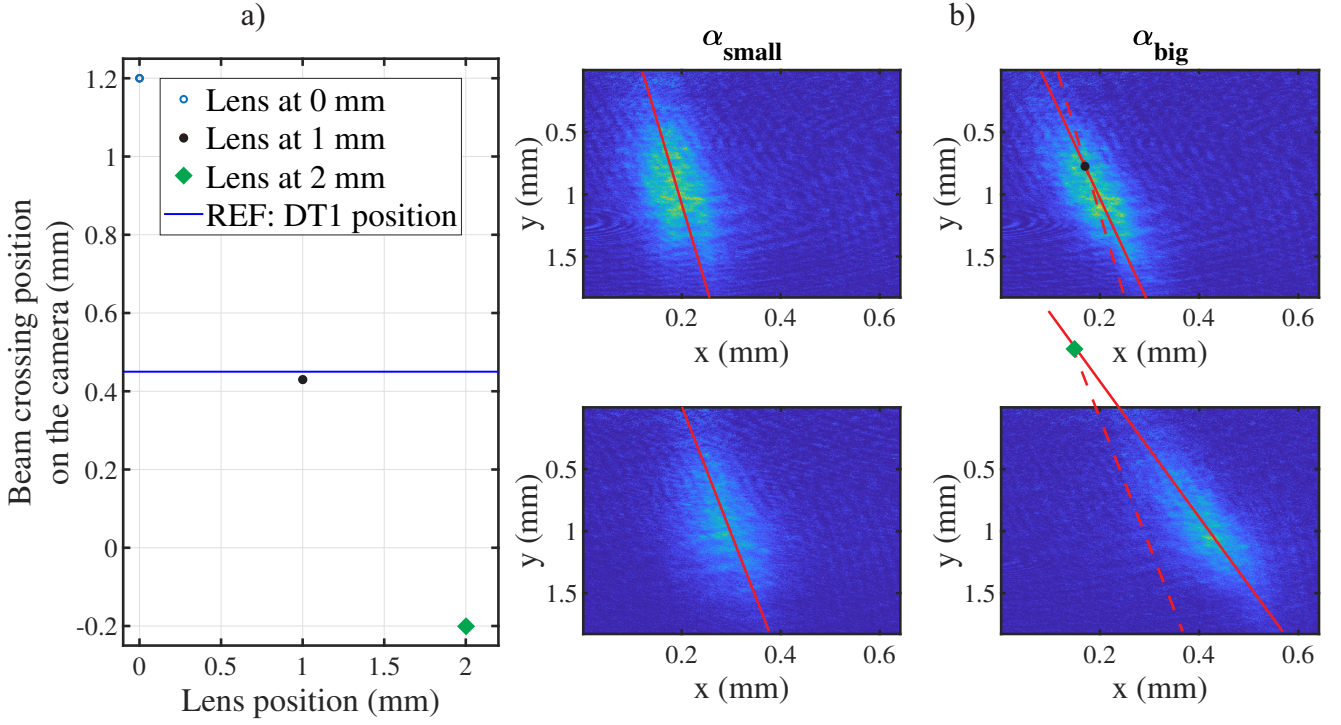 a)
b)
Beam crossing position
on the camera (mm)
1.2
1
0.8
0.6
0.4
0.2
0
-0.2
0
0.5
1
1.5
2
Lens position (mm)
Lens at 0 mm
Lens at 1 mm
Lens at 2 mm
REF: DT1 position
α_small
y (mm)
0.5
1
1.5
0.2
0.4
0.6
x (mm)
α_big
y (mm)
0.5
1
1.5
0.2
0.4
0.6
x (mm)
y (mm)
0.5
1
1.5
0.2
0.4
0.6
x (mm)
y (mm)
0.5
1
1.5
0.2
0.4
0.6
x (mm)